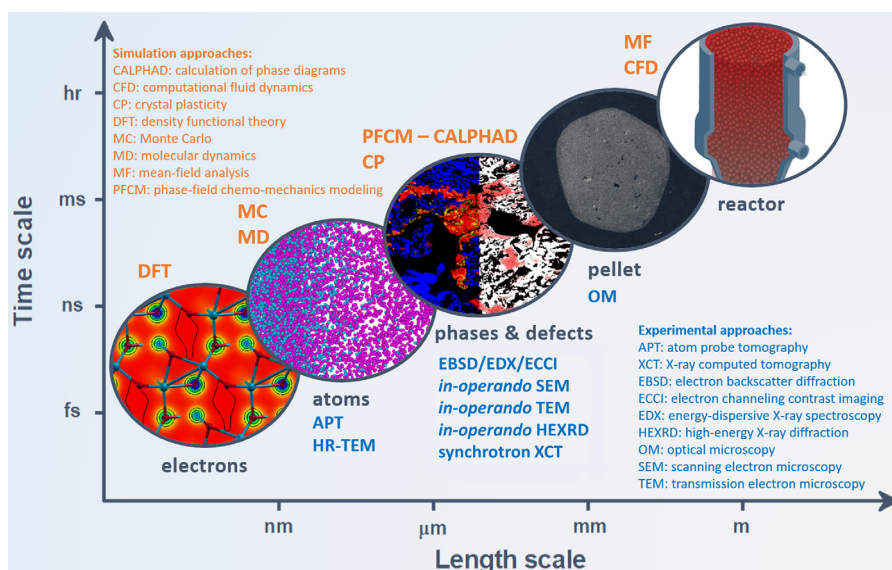 Simulation approaches:
CALPHAD: calculation of phase diagrams
CFD: computational fluid dynamics
CP: crystal plasticity
DFT: density functional theory
MC: Monte Carlo
MD: molecular dynamics
MF: mean-field analysis
PFCM: phase-field chemo-mechanics modeling
MF
CFD
reactor
PFCM – CALPHAD
CP
pellet
OM
MC
MD
phases & defects
EBSD/EDX/ECCI
in-operando SEM
in-operando TEM
in-operando HEXRD
synchrotron XCT
DFT
atoms
APT
HR-TEM
electrons
Experimental approaches:
APT: atom probe tomography
XCT: X-ray computed tomography
EBSD: electron backscatter diffraction
ECCI: electron channeling contrast imaging
EDX: energy-dispersive X-ray spectroscopy
HEXRD: high-energy X-ray diffraction
OM: optical microscopy
SEM: scanning electron microscopy
TEM: transmission electron microscopy
Time scale
hr
ms
ns
fs
nm
μm
mm
m
Length scale